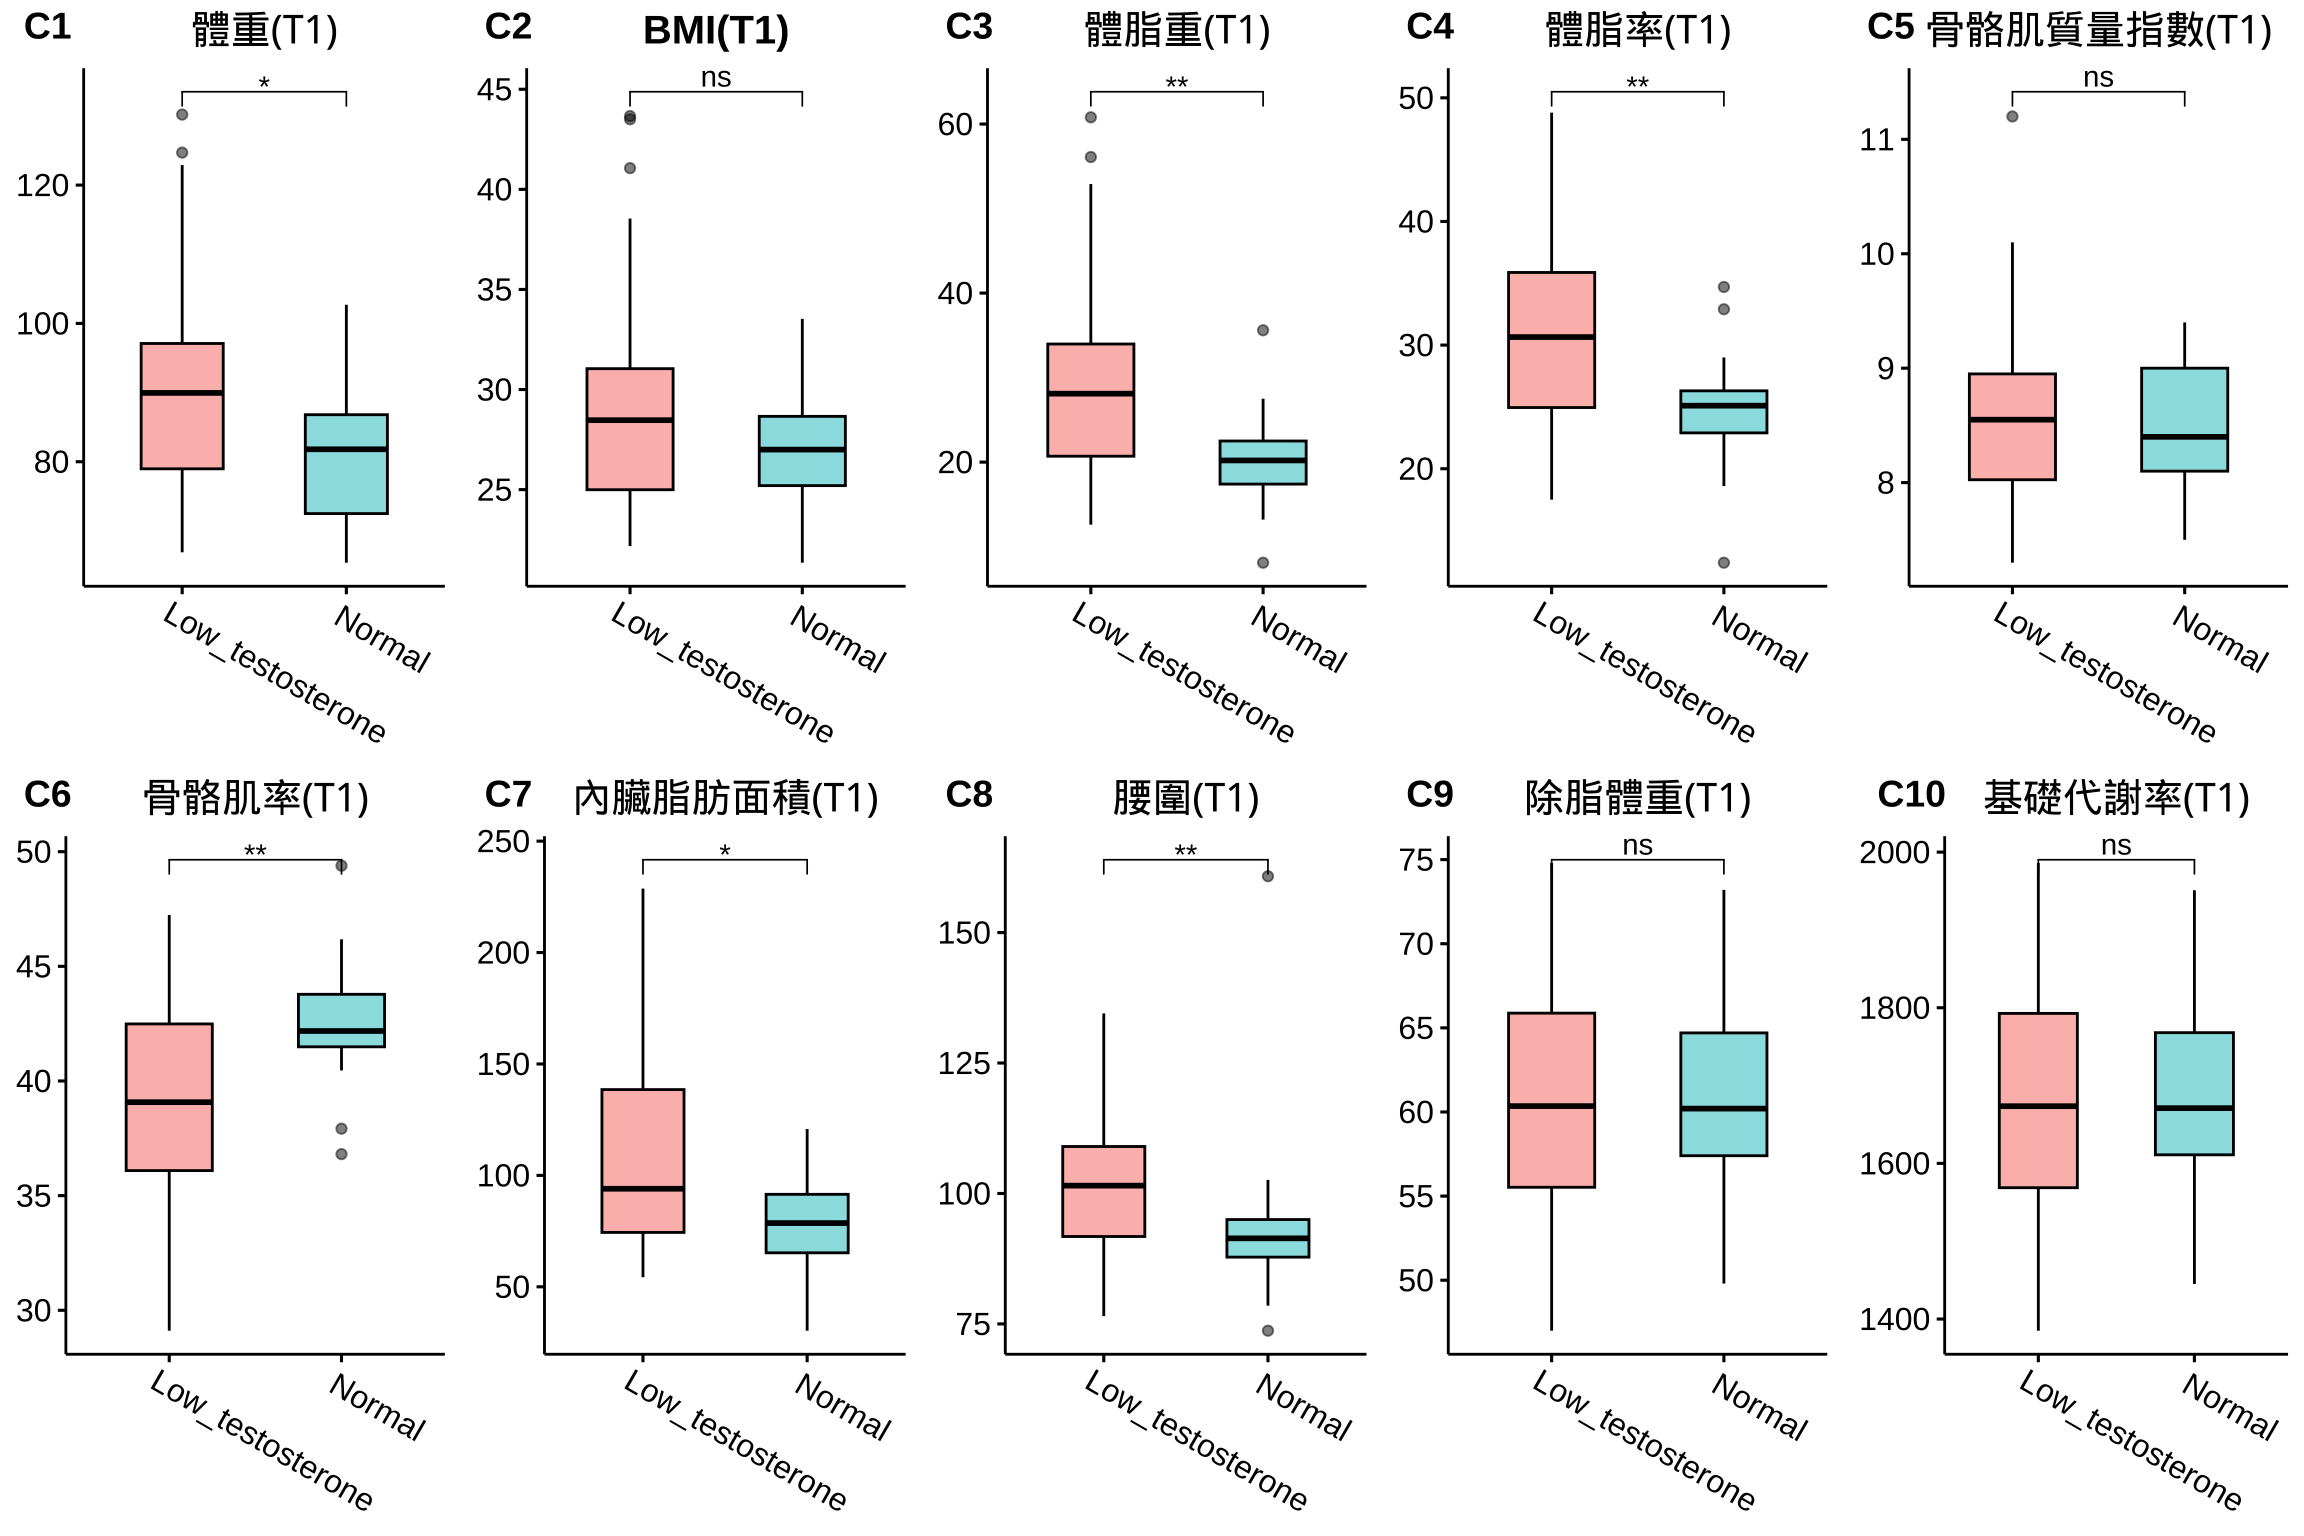 C1 體重(T1)
*
120
100
80
Low_testosterone
Normal
C2 BMI(T1)
ns
45
40
35
30
25
Low_testosterone
Normal
C3 體脂重(T1)
**
60
40
20
Low_testosterone
Normal
C4 體脂率(T1)
**
50
40
30
20
Low_testosterone
Normal
C5 骨骼肌質量指數(T1)
ns
11
10
9
8
Low_testosterone
Normal
C6 骨骼肌率(T1)
**
50
45
40
35
30
Low_testosterone
Normal
C7 內臟脂肪面積(T1)
*
250
200
150
100
50
Low_testosterone
Normal
C8 腰圍(T1)
**
150
125
100
75
Low_testosterone
Normal
C9 除脂體重(T1)
ns
75
70
65
60
55
50
Low_testosterone
Normal
C10 基礎代謝率(T1)
ns
2000
1800
1600
1400
Low_testosterone
Normal